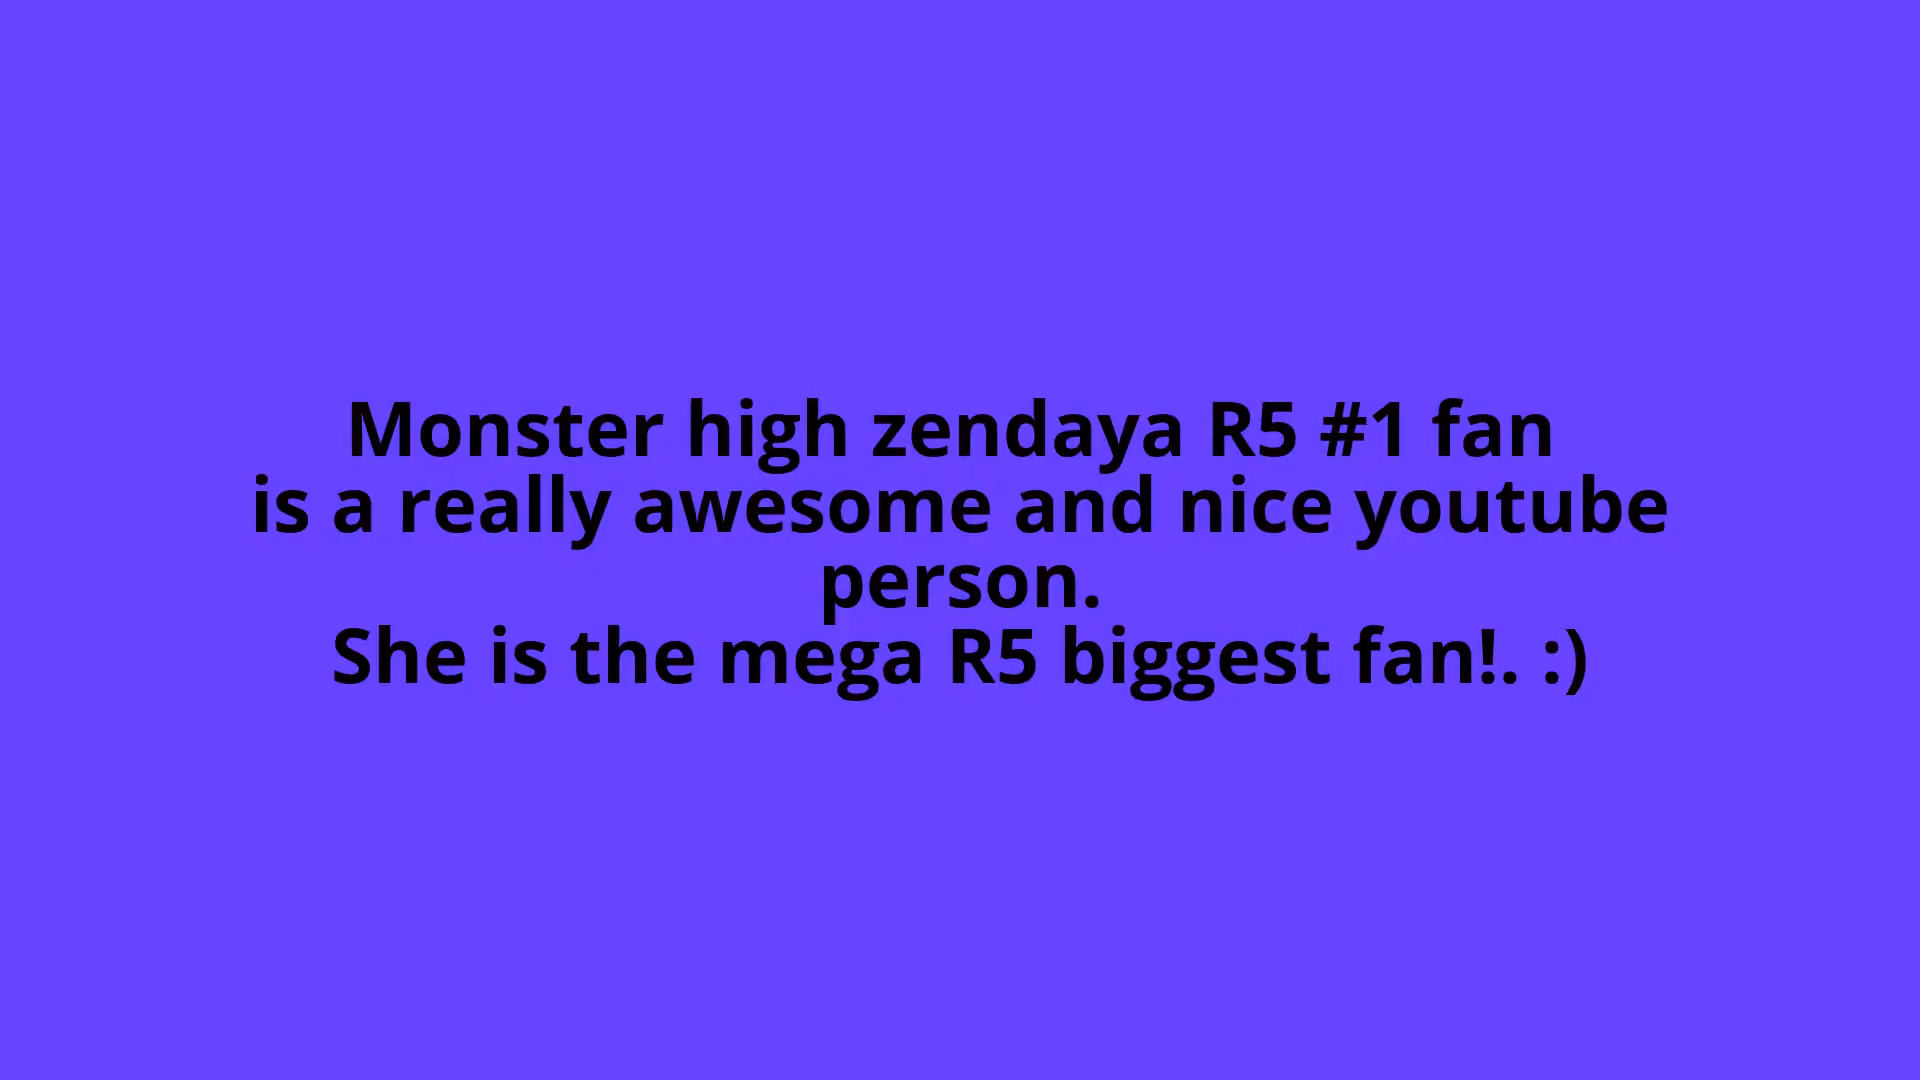 Monster high zendaya R5 #1 fan
is a really awesome and nice youtube
person.
She is the mega R5 biggest fan!. :)